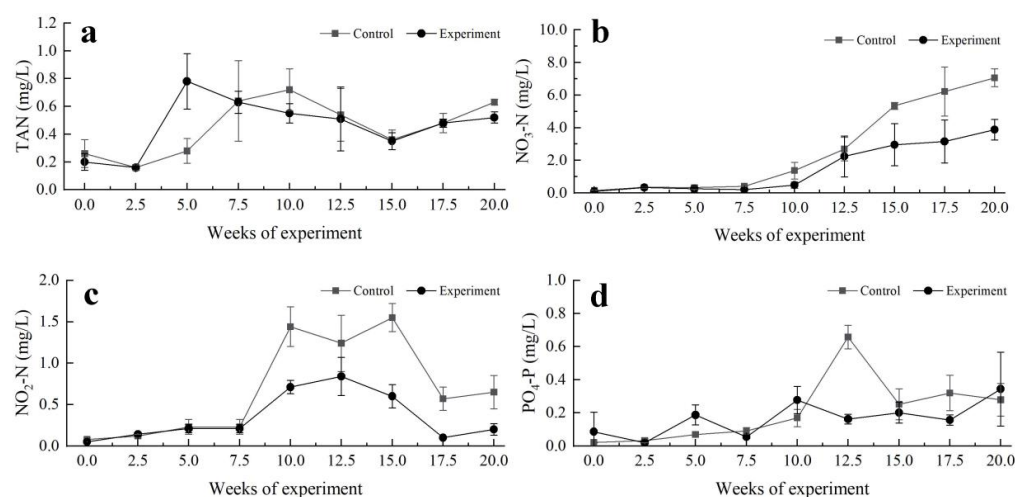 a
Control Experiment
TAN (mg/L)
1.2
1.0
0.8
0.6
0.4
0.2
0.0
0.0 2.5 5.0 7.5 10.0 12.5 15.0 17.5 20.0
Weeks of experiment
b
Control Experiment
NO₃-N (mg/L)
10.0
8.0
6.0
4.0
2.0
0.0
0.0 2.5 5.0 7.5 10.0 12.5 15.0 17.5 20.0
Weeks of experiment
c
Control Experiment
NO₂-N (mg/L)
2.0
1.5
1.0
0.5
0.0
0.0 2.5 5.0 7.5 10.0 12.5 15.0 17.5 20.0
Weeks of experiment
d
Control Experiment
PO₄-P (mg/L)
1.0
0.8
0.6
0.4
0.2
0.0
0.0 2.5 5.0 7.5 10.0 12.5 15.0 17.5 20.0
Weeks of experiment